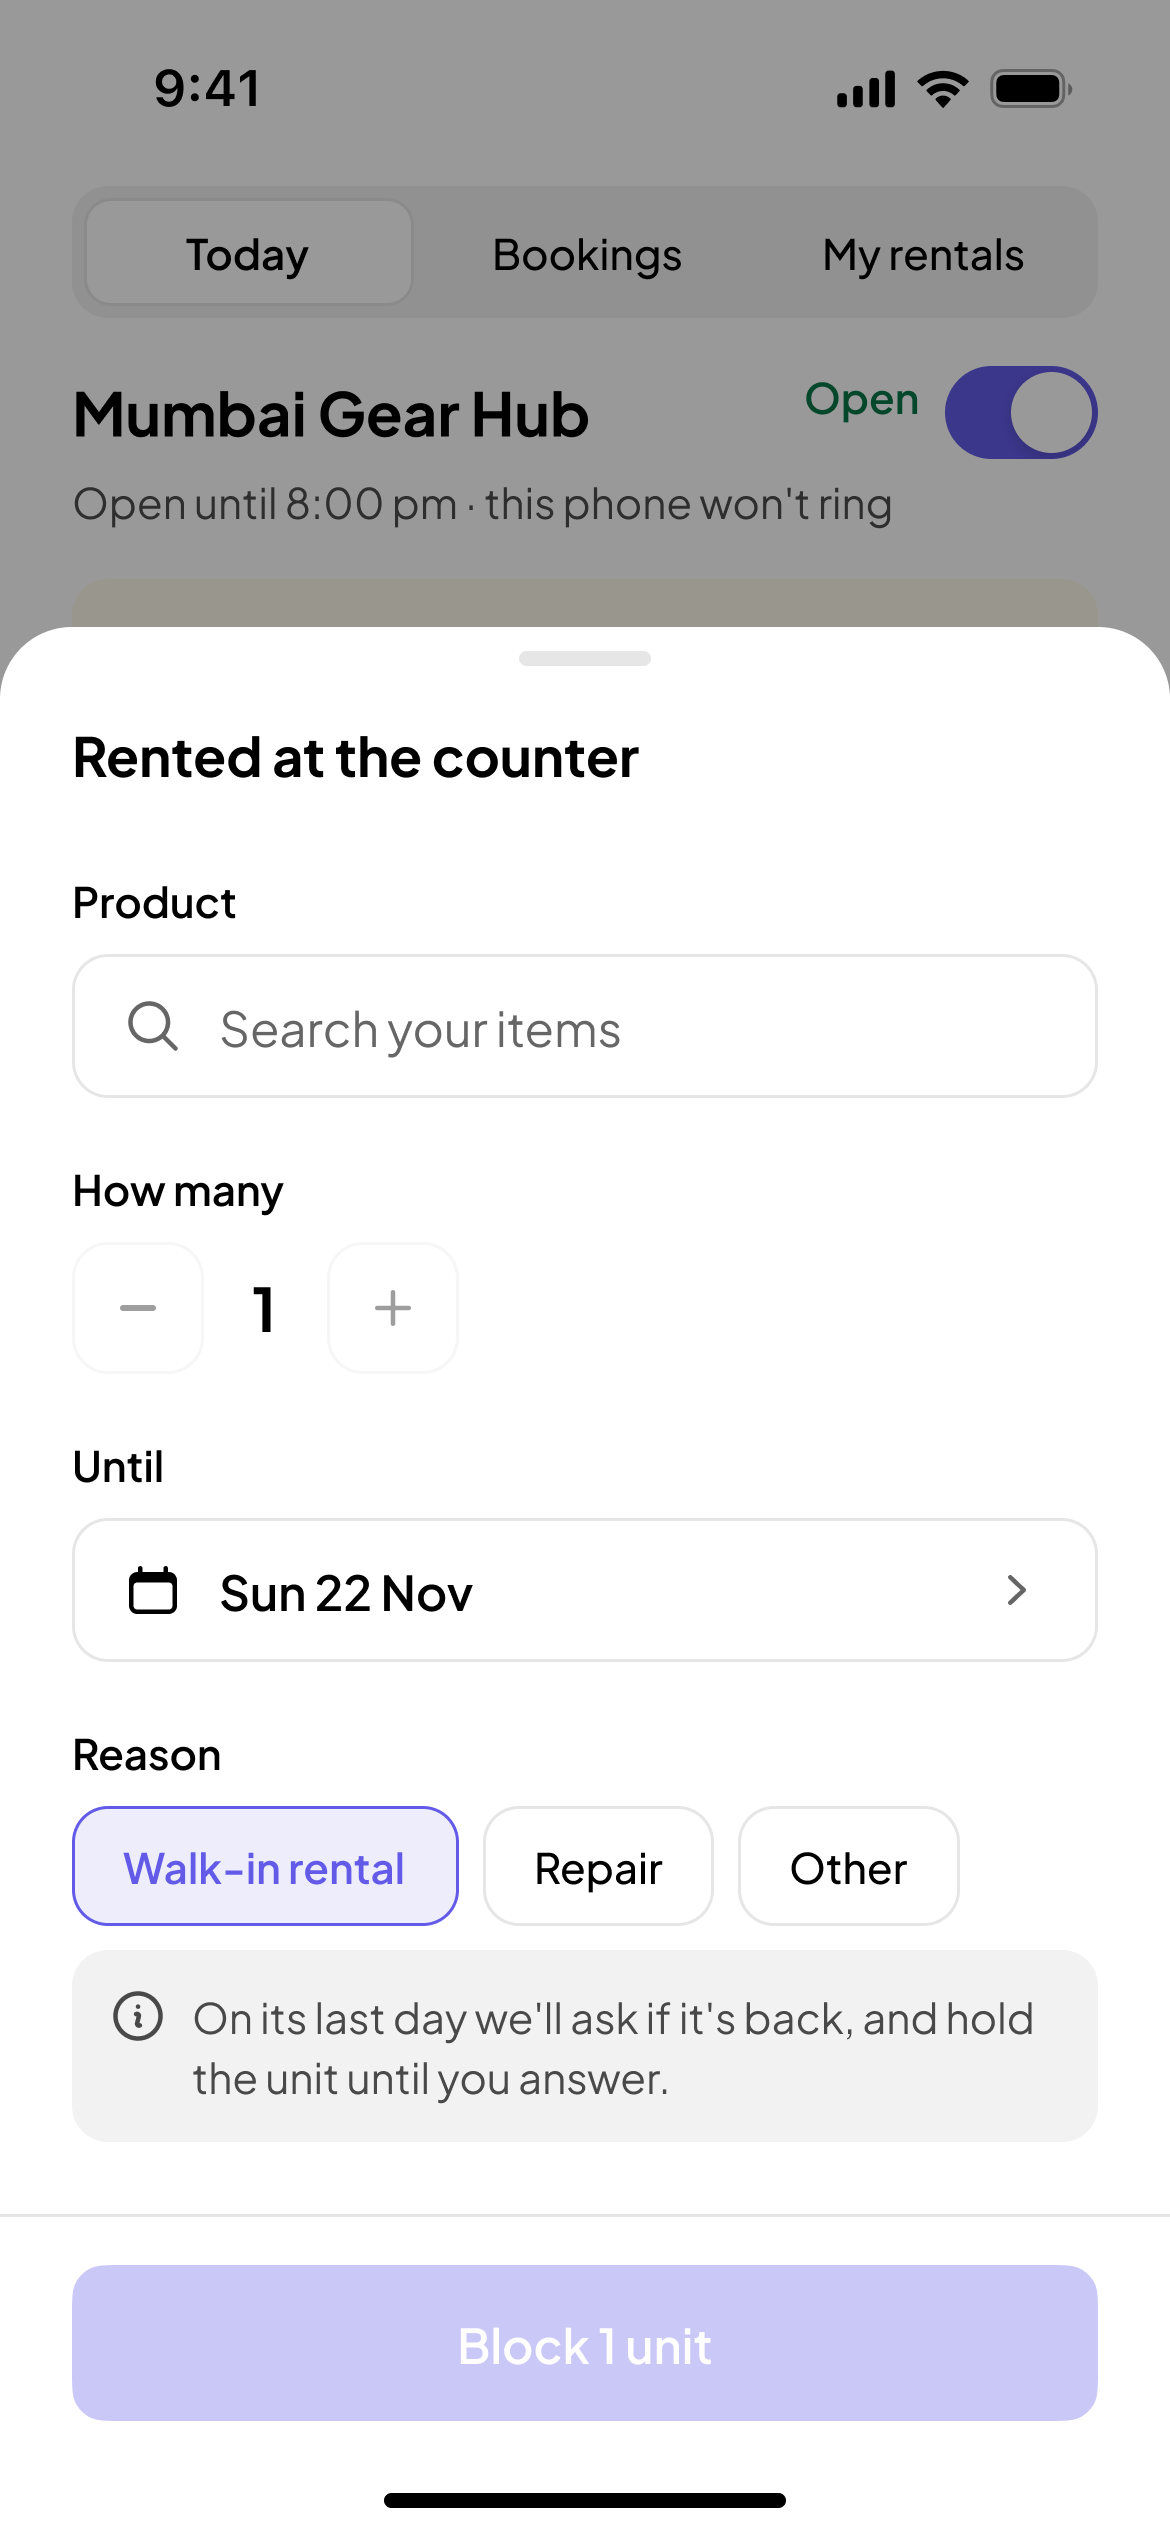 9:41
Today
Bookings
My rentals
Mumbai Gear Hub
Open
Open until 8:00 pm · this phone won't ring
Rented at the counter
Product
Search your items
How many
1
Until
Sun 22 Nov
Reason
Walk-in rental
Repair
Other
On its last day we'll ask if it's back, and hold
the unit until you answer.
Block 1 unit